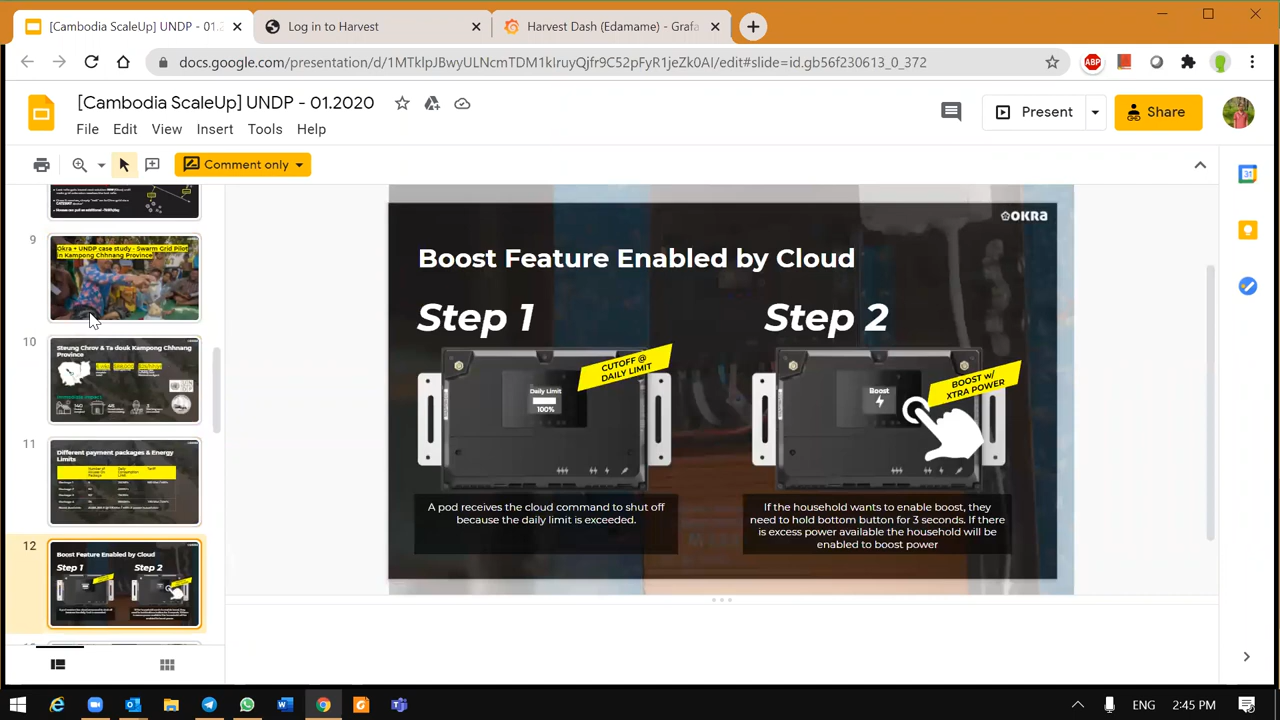 [Cambodia ScaleUp] UNDP - 01.2
Log in to Harvest
Harvest Dash (Edamame) - Grafa
docs.google.com/presentation/d/1MTkIJBwyULNcmTDM1kIruyQjfr9C52pFyR1jeZk0AI/edit#slide=id.gb56f230613_0_372
ABP
[Cambodia ScaleUp] UNDP - 01.2020
File Edit View Insert Tools Help
Present
Share
Comment only
31
9
Okra + UNDP case study - Swarm Grid Pilot
in Kampong Chhnang Province
10
Steung Chrov & Ta douk Kampong Chhnang
Province
140
11
Different payment packages & Energy
Limits
12
Boost Feature Enabled by Cloud
Step 1
Step 2
OKRA
Boost Feature Enabled by Cloud
Step 1
Step 2
CUTOFF @
DAILY LIMIT
Daily Limit
100%
BOOST w/
XTRA POWER
Boost
A pod receives the cloud command to shut off
because the daily limit is exceeded.
If the household wants to enable boost, they
need to hold bottom button for 3 seconds. If there
is excess power available the household will be
enabled to boost power
ENG
2:45 PM